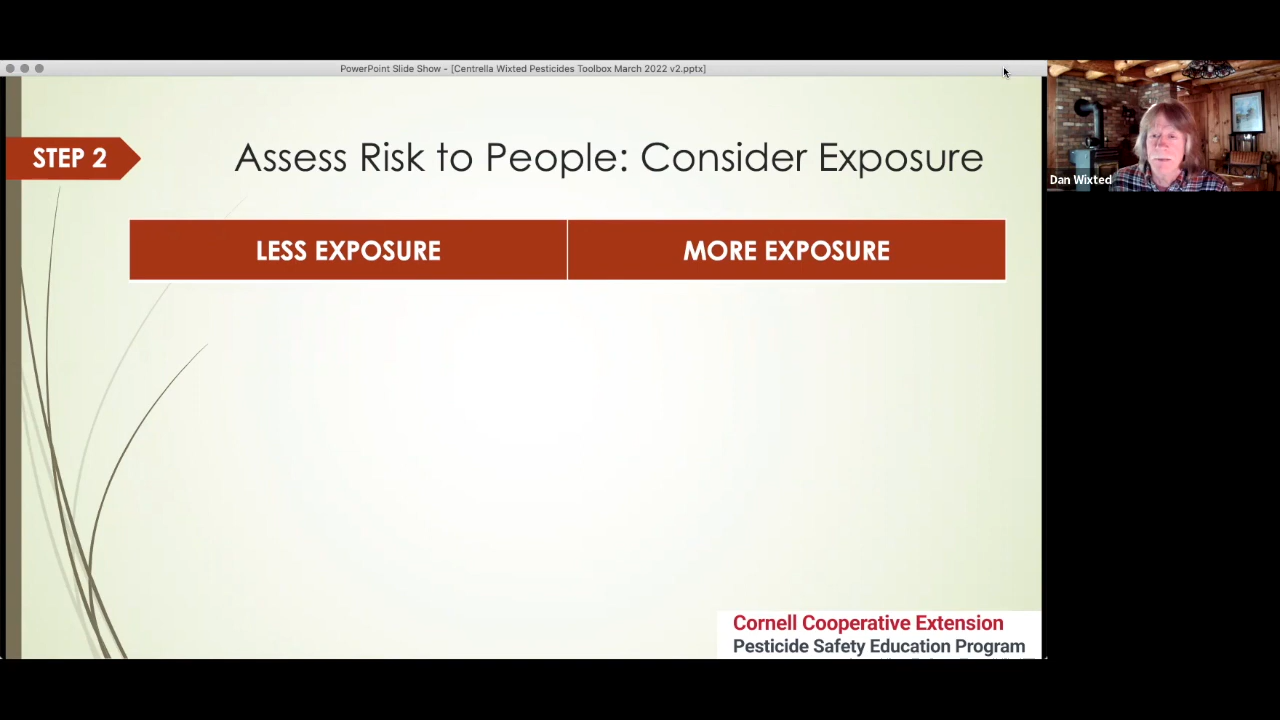 PowerPoint Slide Show - [Centrella Wixted Pesticides Toolbox March 2022 v2.pptx]
STEP 2
Assess Risk to People: Consider Exposure
LESS EXPOSURE
MORE EXPOSURE
Dan Wixted
Cornell Cooperative Extension
Pesticide Safety Education Program